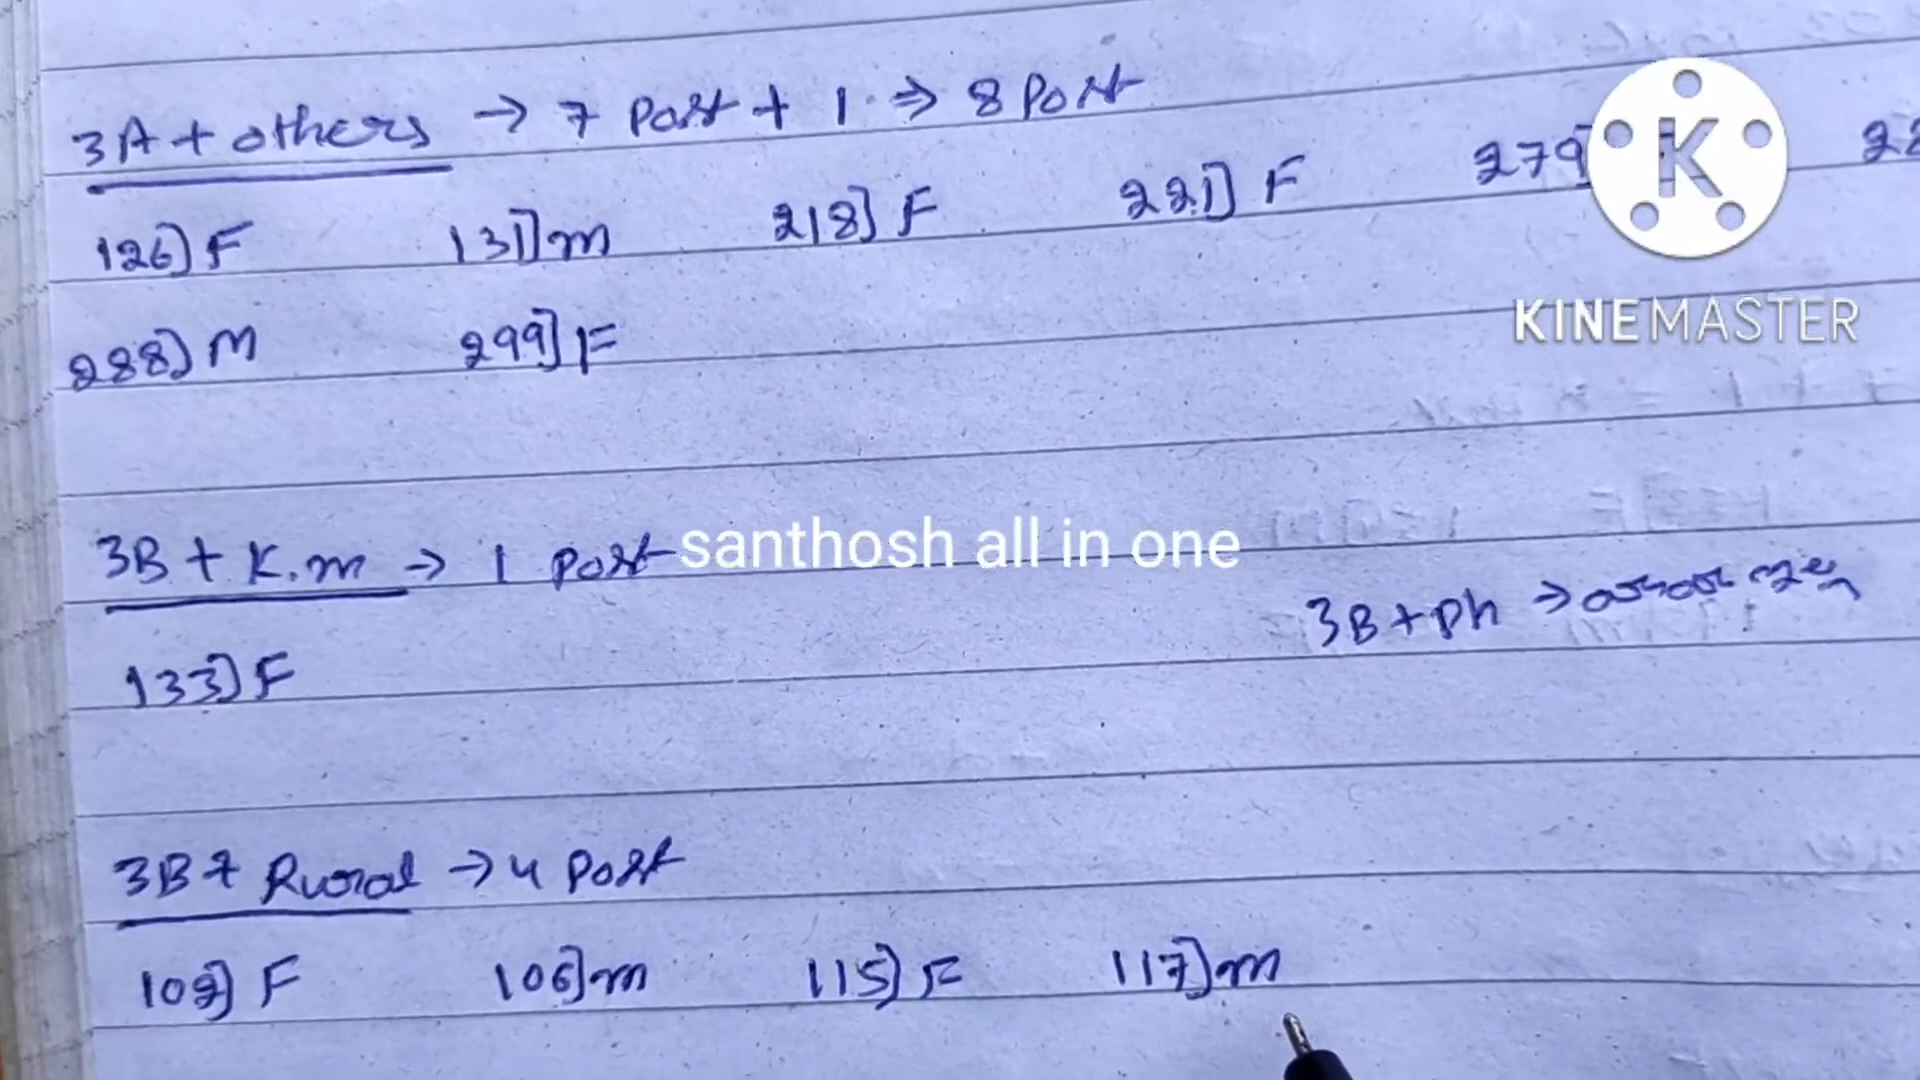 3A + others → 7 Post + 1 ⇒ 8 Post
126] F 131] m 218] F 221] F 279]
288] M 299] F
KINEMASTER
3B + K.m → 1 post
santhosh all in one
3B + Ph →
133] F
3B + Rural → 4 Post
102] F 106] m 115] F 117] m